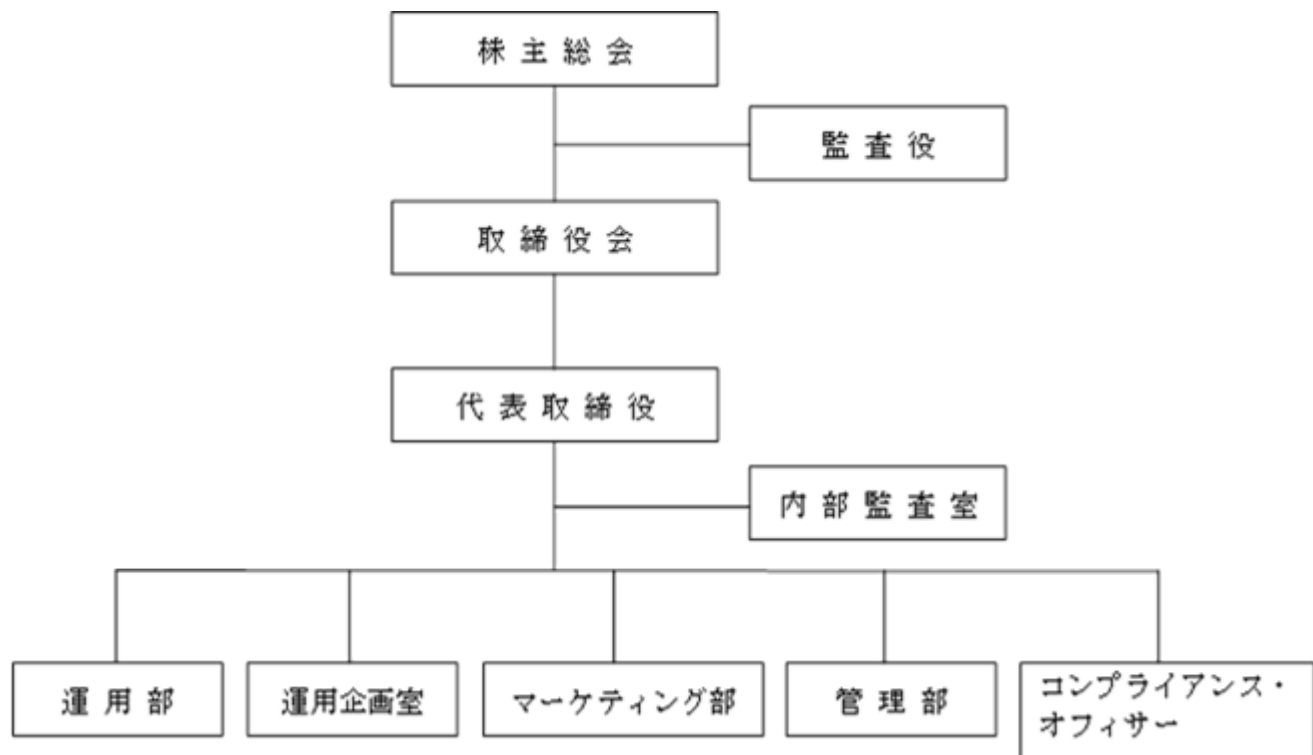 株主総会
監査役
取締役会
代表取締役
内部監査室
運用部
運用企画室
マーケティング部
管理部
コンプライアンス・
オフィサー